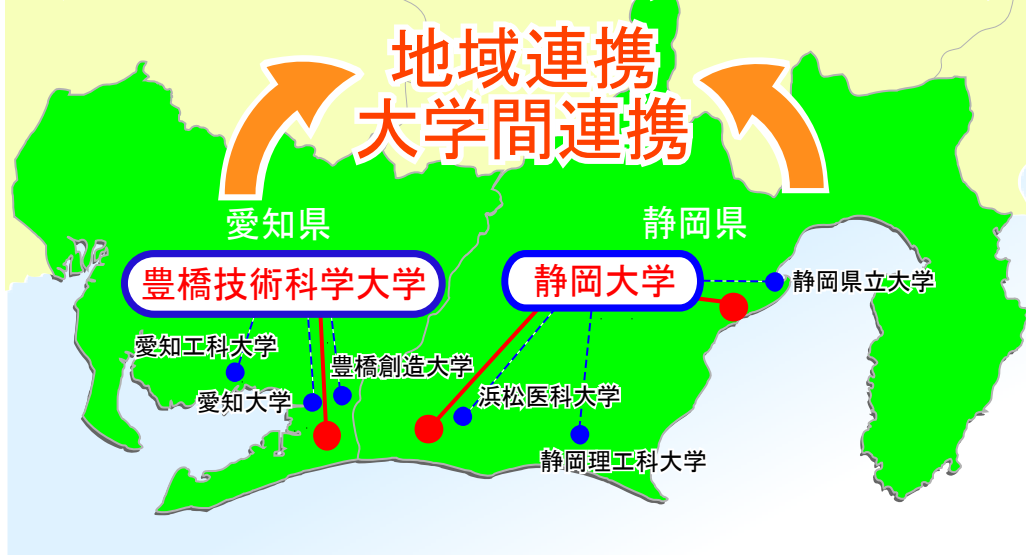 地域連携
大学間連携
愛知県
静岡県
豊橋技術科学大学
静岡大学
静岡県立大学
愛知工科大学
豊橋創造大学
愛知大学
浜松医科大学
静岡理工科大学